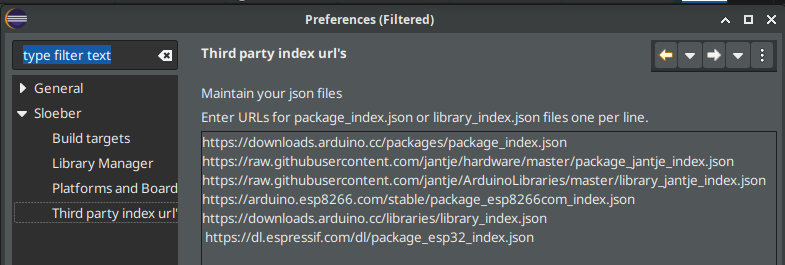 Preferences (Filtered)
type filter text
General
Sloeber
Build targets
Library Manager
Platforms and Board
Third party index url'
Third party index url's
Maintain your json files
Enter URLs for package_index.json or library_index.json files one per line.
https://downloads.arduino.cc/packages/package_index.json
https://raw.githubusercontent.com/jantje/hardware/master/package_jantje_index.json
https://raw.githubusercontent.com/jantje/ArduinoLibraries/master/library_jantje_index.json
https://arduino.esp8266.com/stable/package_esp8266com_index.json
https://downloads.arduino.cc/libraries/library_index.json
https://dl.espressif.com/dl/package_esp32_index.json